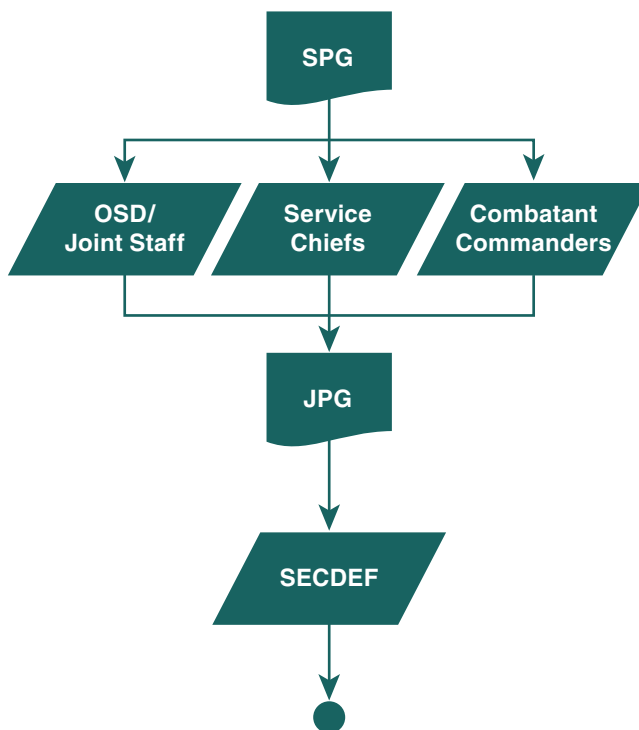 SPG
OSD/
Joint Staff
Service
Chiefs
Combatant
Commanders
JPG
SECDEF